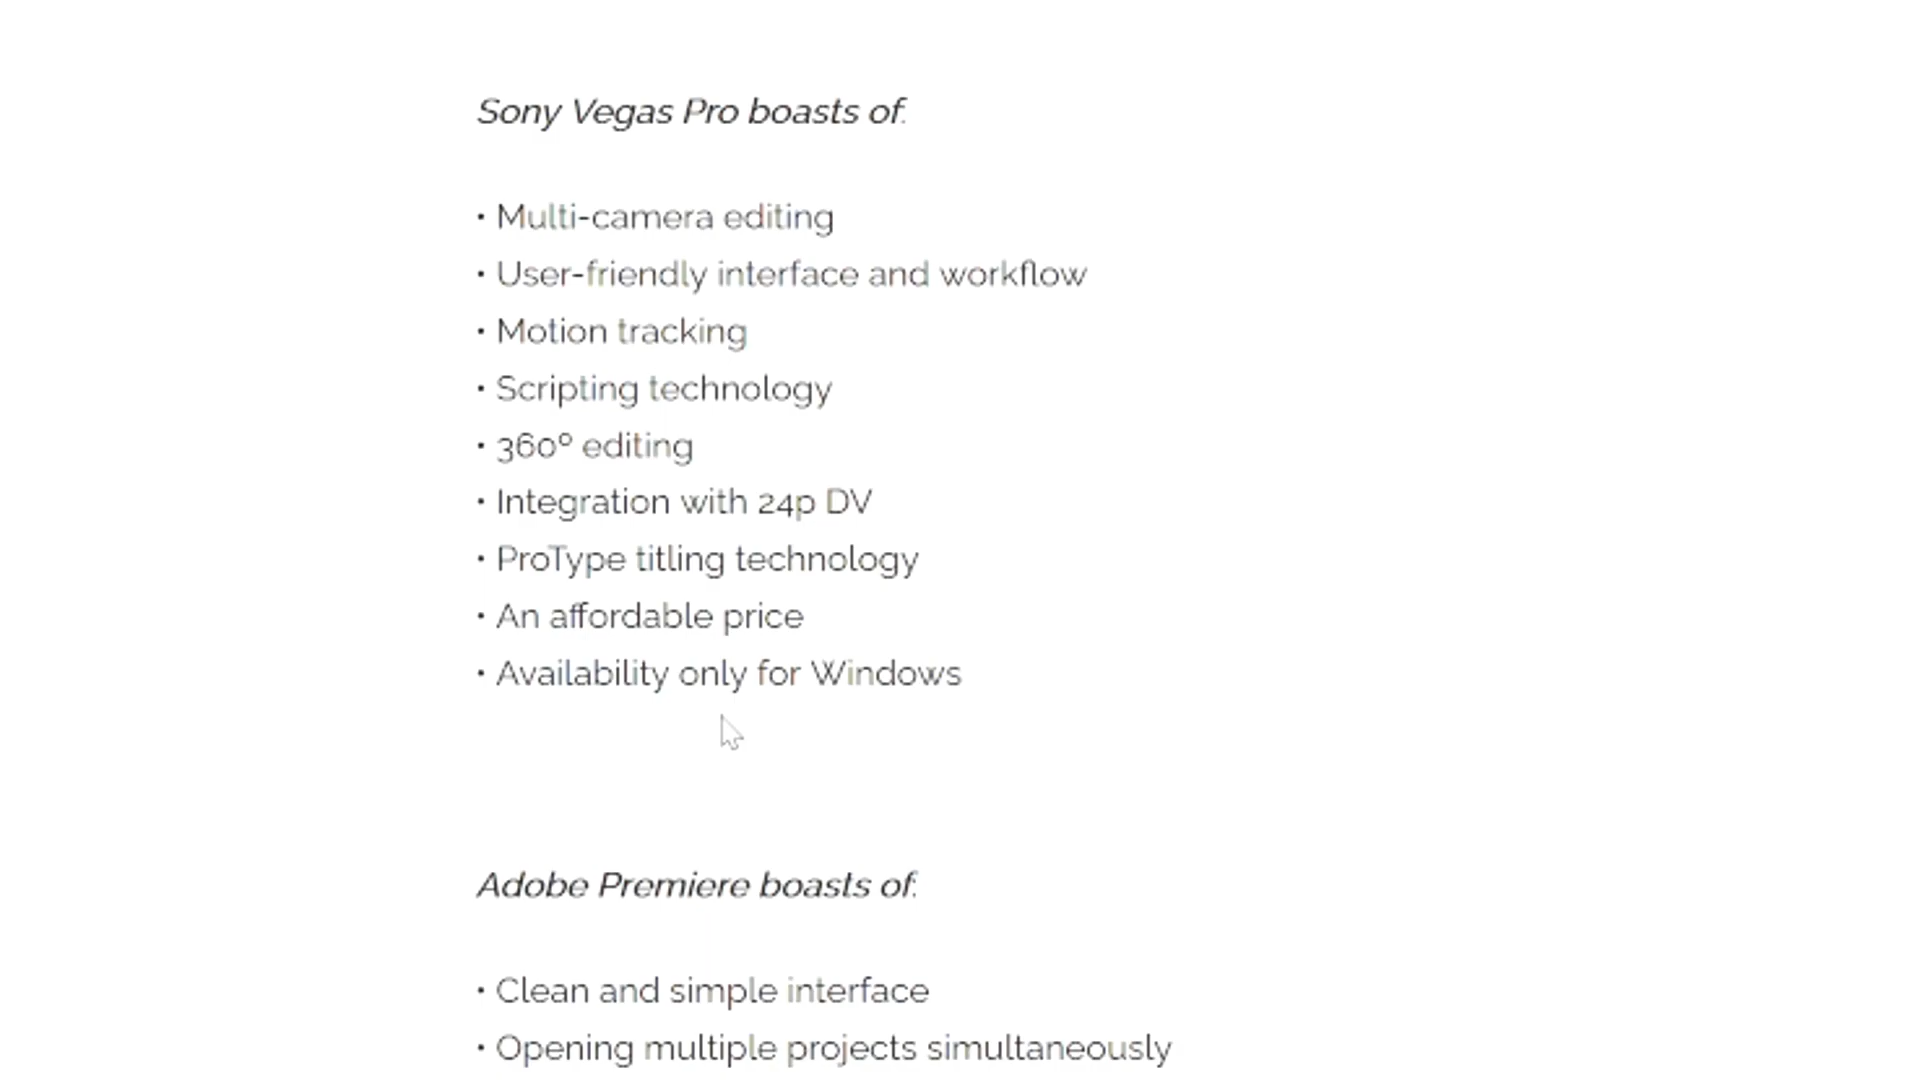 Sony Vegas Pro boasts of:
• Multi-camera editing
• User-friendly interface and workflow
• Motion tracking
• Scripting technology
• 360º editing
• Integration with 24p DV
• ProType titling technology
• An affordable price
• Availability only for Windows
Adobe Premiere boasts of:
• Clean and simple interface
• Opening multiple projects simultaneously